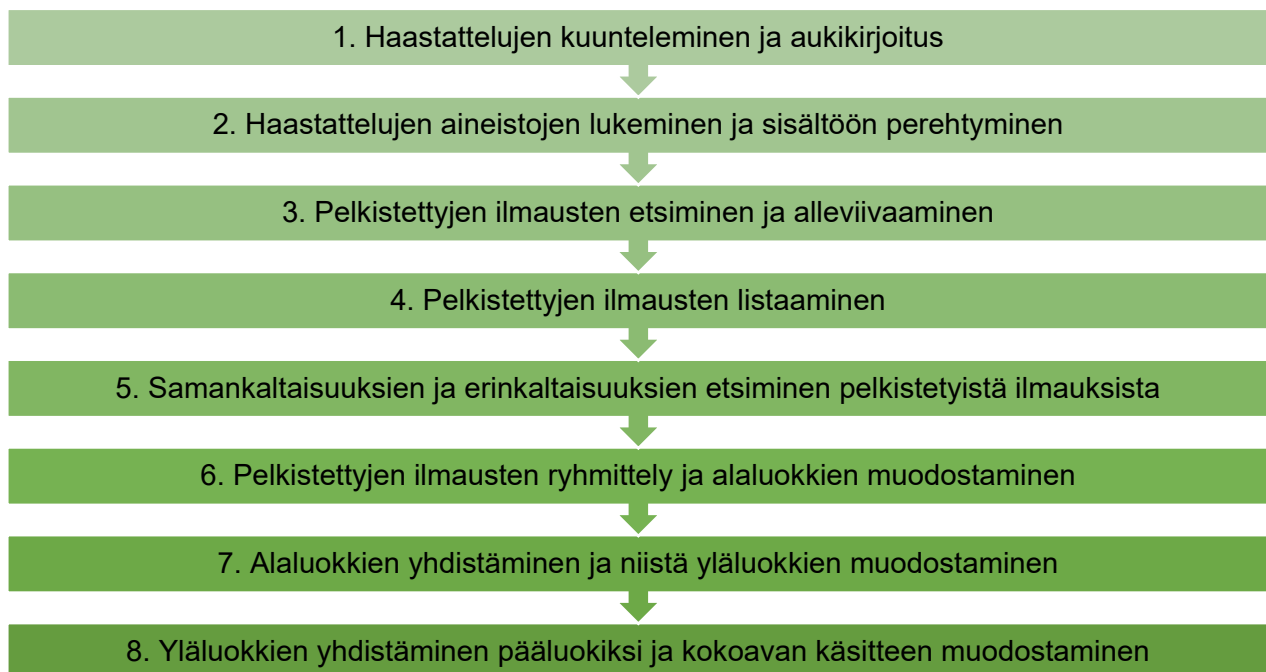 1. Haastattelujen kuunteleminen ja aukikirjoitus
2. Haastattelujen aineistojen lukeminen ja sisältöön perehtyminen
3. Pelkistettyjen ilmausten etsiminen ja alleviivaaminen
4. Pelkistettyjen ilmausten listaaminen
5. Samankaltaisuuksien ja erinkaltaisuuksien etsiminen pelkistetyistä ilmauksista
6. Pelkistettyjen ilmausten ryhmittely ja alaluokkien muodostaminen
7. Alaluokkien yhdistäminen ja niistä yläluokkien muodostaminen
8. Yläluokkien yhdistäminen pääluokiksi ja kokoavan käsitteen muodostaminen